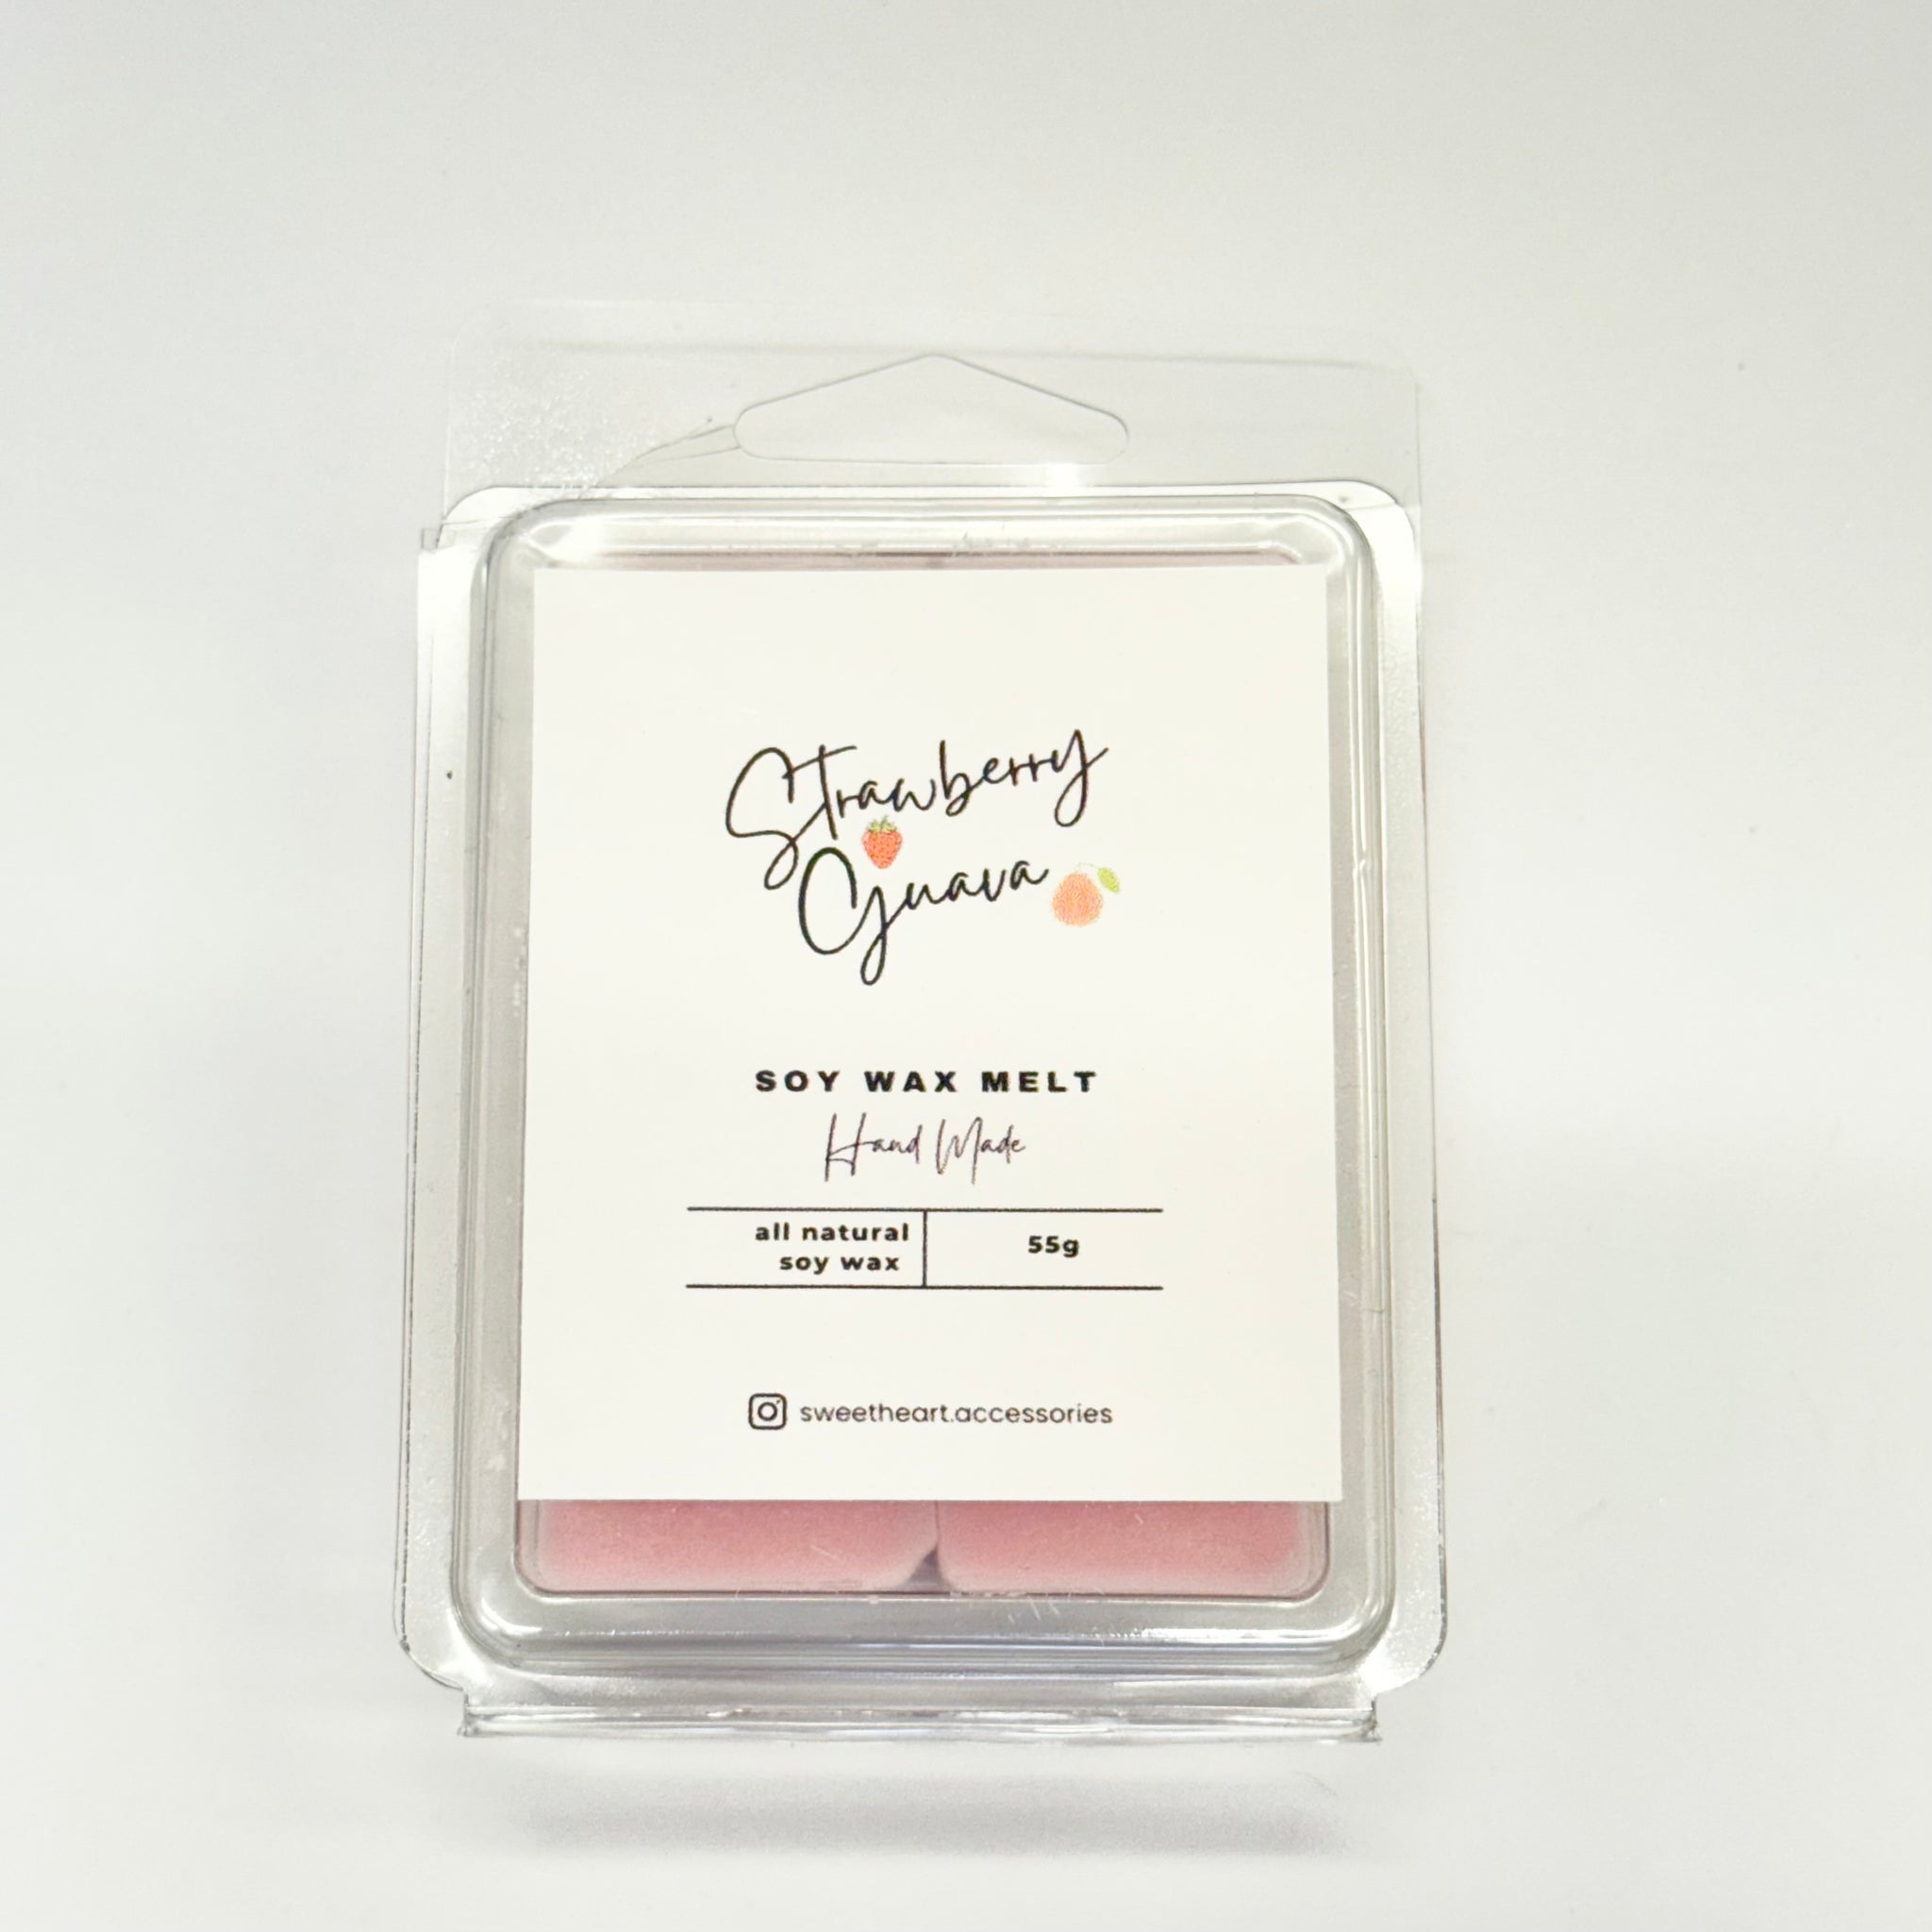 Strawberry
Guava
SOY WAX MELT
Hand Made
all natural
soy wax
55g
sweetheart.accessories